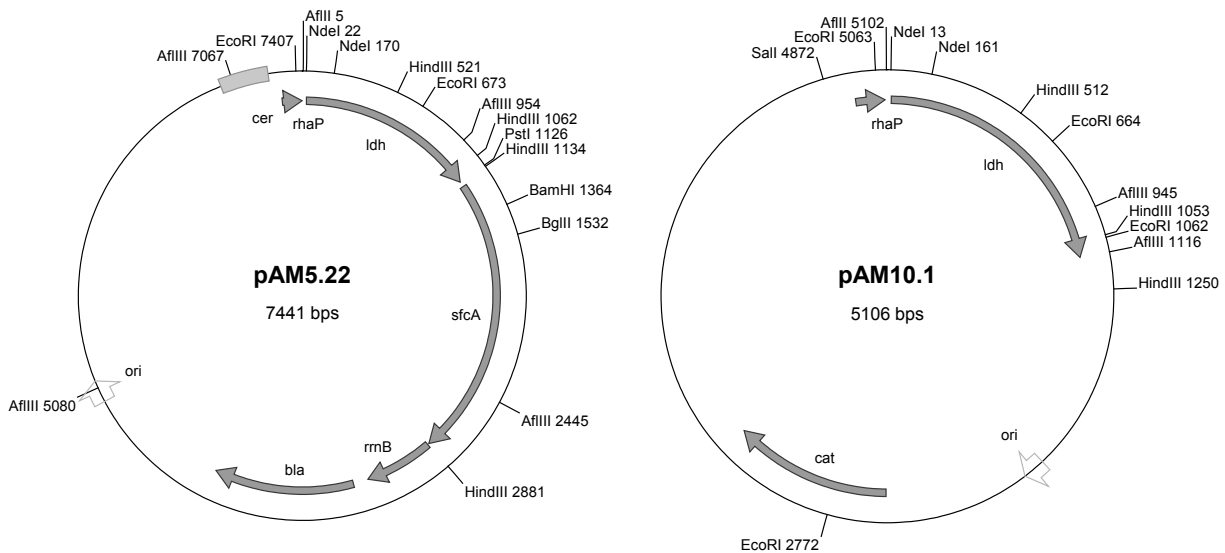 AflII 5
NdeI 22
NdeI 170
EcoRI 7407
AflIII 7067
HindIII 521
EcoRI 673
AflIII 954
HindIII 1062
PstI 1126
HindIII 1134
BamHI 1364
BglII 1532
cer
rhaP
ldh
pAM5.22
7441 bps
sfcA
ori
AflIII 5080
AflIII 2445
rrnB
bla
HindIII 2881
AflII 5102
EcoRI 5063
SalI 4872
NdeI 13
NdeI 161
HindIII 512
EcoRI 664
rhaP
ldh
AflIII 945
HindIII 1053
EcoRI 1062
AflIII 1116
HindIII 1250
pAM10.1
5106 bps
ori
cat
EcoRI 2772